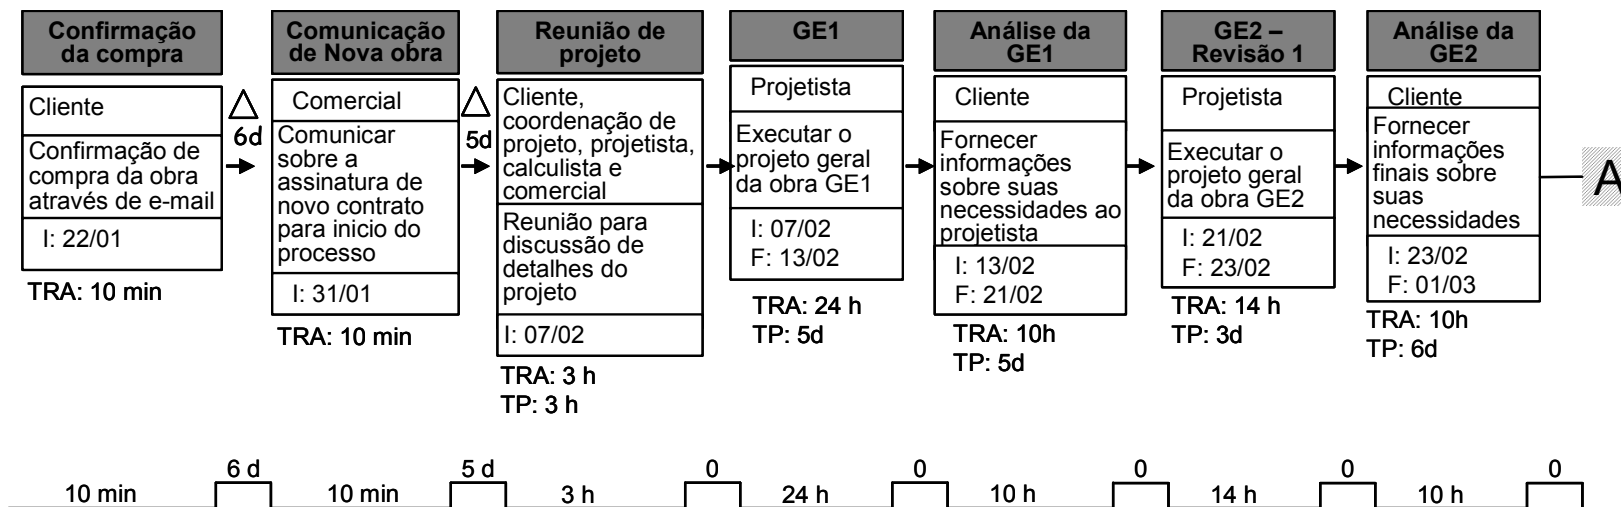 Confirmação
da compra
Cliente
Confirmação de
compra da obra
através de e-mail
I: 22/01
TRA: 10 min
6d
Comunicação
de Nova obra
Comercial
Comunicar
sobre a
assinatura de
novo contrato
para inicio do
processo
I: 31/01
TRA: 10 min
5d
Reunião de
projeto
Cliente,
coordenação de
projeto, projetista,
calculista e
comercial
Reunião para
discussão de
detalhes do
projeto
I: 07/02
TRA: 3 h
TP: 3 h
GE1
Projetista
Executar o
projeto geral
da obra GE1
I: 07/02
F: 13/02
TRA: 24 h
TP: 5d
Análise da
GE1
Cliente
Fornecer
informações
sobre suas
necessidades ao
projetista
I: 13/02
F: 21/02
TRA: 10h
TP: 5d
GE2 –
Revisão 1
Projetista
Executar o
projeto geral
da obra GE2
I: 21/02
F: 23/02
TRA: 14 h
TP: 3d
Análise da
GE2
Cliente
Fornecer
informações
finais sobre
suas
necessidades
I: 23/02
F: 01/03
TRA: 10h
TP: 6d
A
10 min
6 d
10 min
5 d
3 h
0
24 h
0
10 h
0
14 h
0
10 h
0